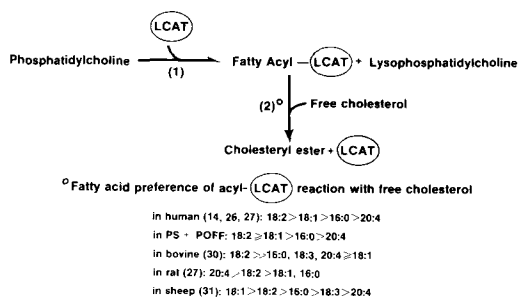 LCAT
Phosphatidylcholine
(1)
Fatty Acyl — LCAT + Lysophosphatidylcholine
(2)° Free cholesterol
Cholesteryl ester + LCAT
°Fatty acid preference of acyl-LCAT reaction with free cholesterol
in human (14, 26, 27): 18:2 > 18:1 > 16:0 > 20:4
in PS + POFF: 18:2 ⩾ 18:1 > 16:0 > 20:4
in bovine (30): 18:2 >> 16:0, 18:3, 20:4 ⩾ 18:1
in rat (27): 20:4 > 18:2 > 18:1, 16:0
in sheep (31): 18:1 > 18:2 > 16:0 > 18:3 > 20:4